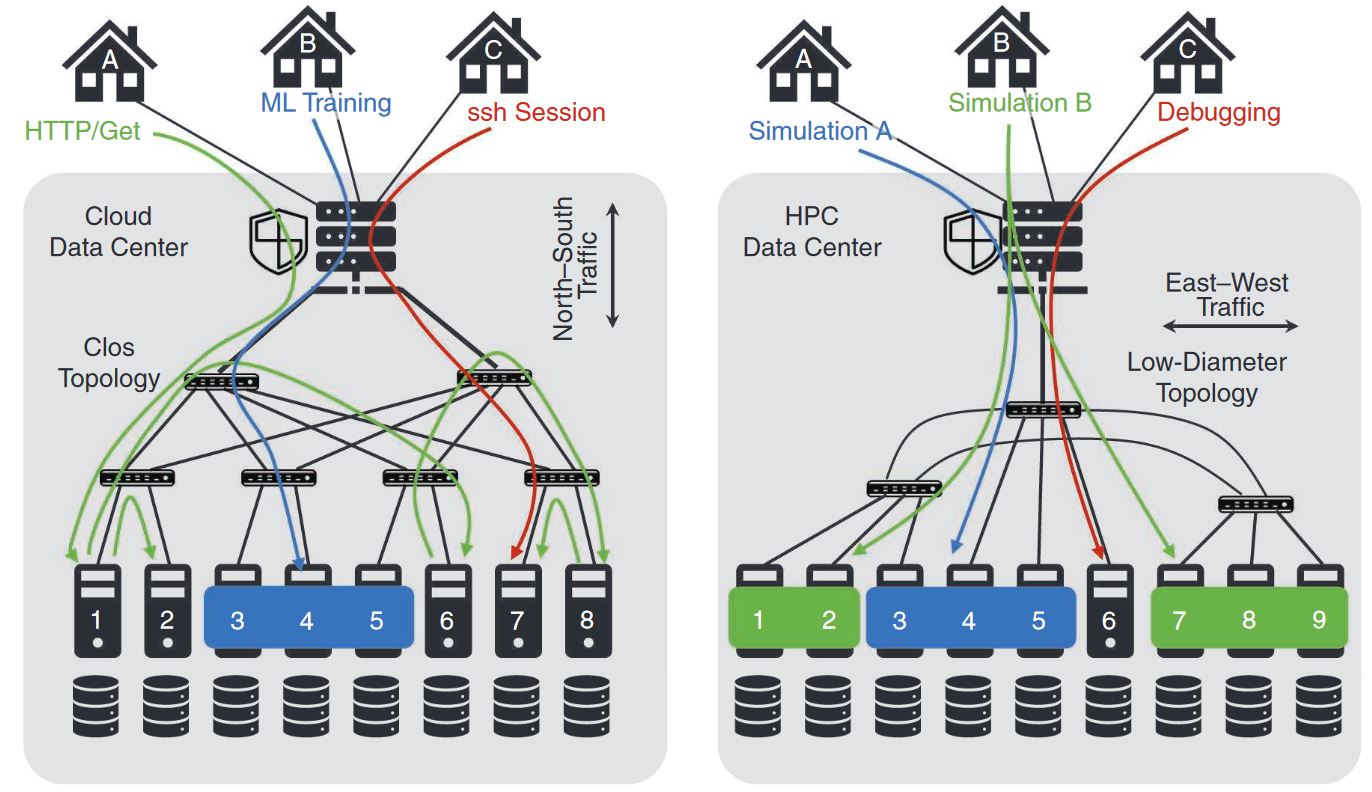 A
B
C
HTTP/Get
ML Training
ssh Session
Cloud
Data Center
North–South
Traffic
Clos
Topology
1
2
3
4
5
6
7
8
A
B
C
Simulation A
Simulation B
Debugging
HPC
Data Center
East–West
Traffic
Low-Diameter
Topology
1
2
3
4
5
6
7
8
9